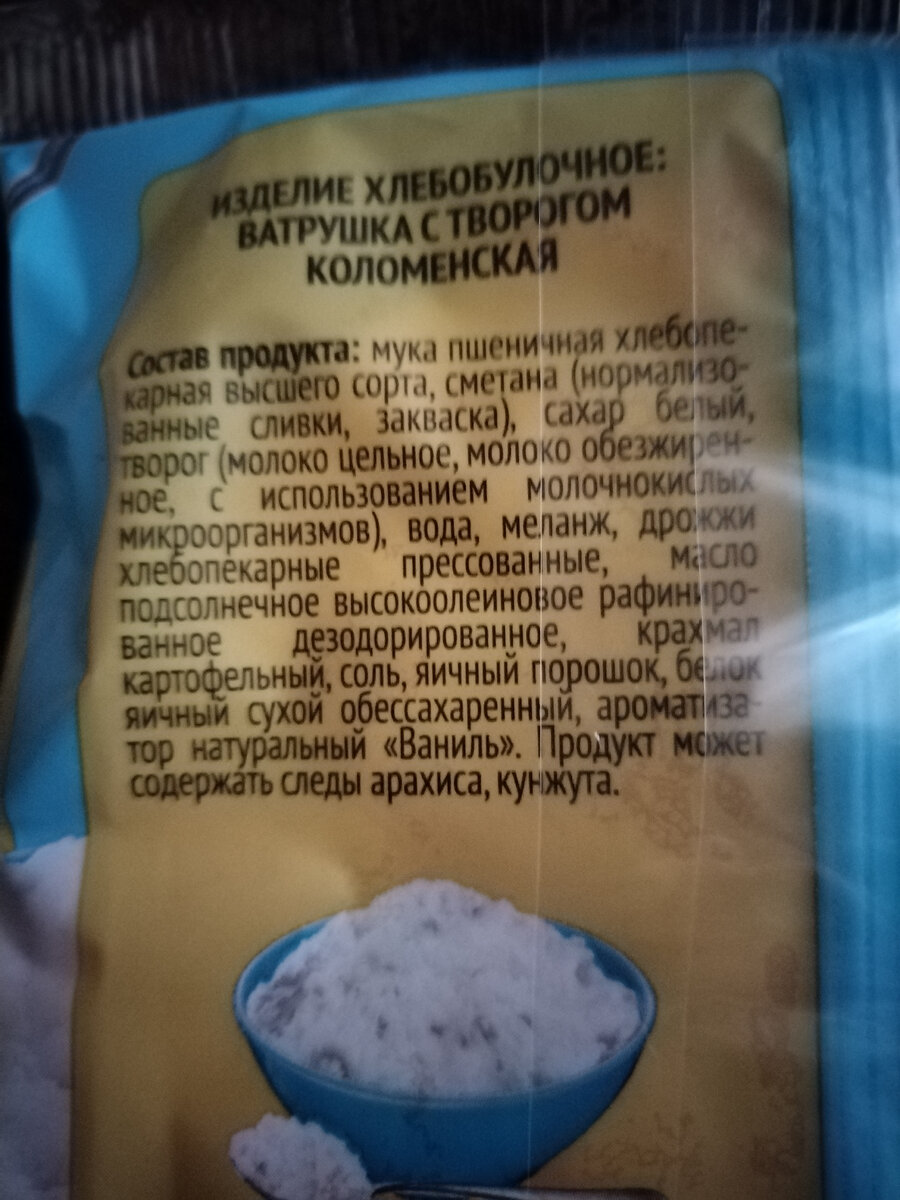 ИЗДЕЛИЕ ХЛЕБОБУЛОЧНОЕ:
ВАТРУШКА С ТВОРОГОМ
КОЛОМЕНСКАЯ
Состав продукта: мука пшеничная хлебопе-
карная высшего сорта, сметана (нормализо-
ванные сливки, закваска), сахар белый,
творог (молоко цельное, молоко обезжирен-
ное, с использованием молочнокислых
микроорганизмов), вода, меланж, дрожжи
хлебопекарные прессованные, масло
подсолнечное высокоолеиновое рафиниро-
ванное дезодорированное, крахмал
картофельный, соль, яичный порошок, белок
яичный сухой обессахаренный, ароматиза-
тор натуральный «Ваниль». Продукт может
содержать следы арахиса, кунжута.